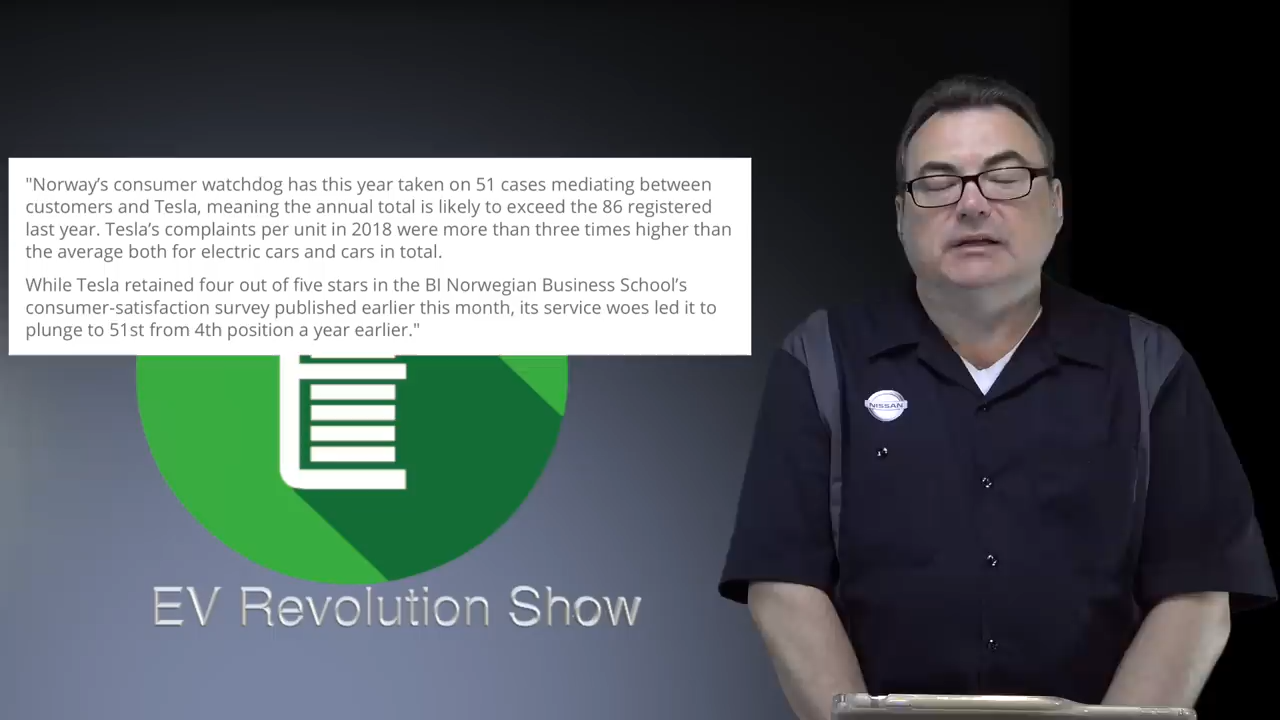 "Norway’s consumer watchdog has this year taken on 51 cases mediating between
customers and Tesla, meaning the annual total is likely to exceed the 86 registered
last year. Tesla’s complaints per unit in 2018 were more than three times higher than
the average both for electric cars and cars in total.
While Tesla retained four out of five stars in the BI Norwegian Business School’s
consumer-satisfaction survey published earlier this month, its service woes led it to
plunge to 51st from 4th position a year earlier."
NISSAN
EV Revolution Show